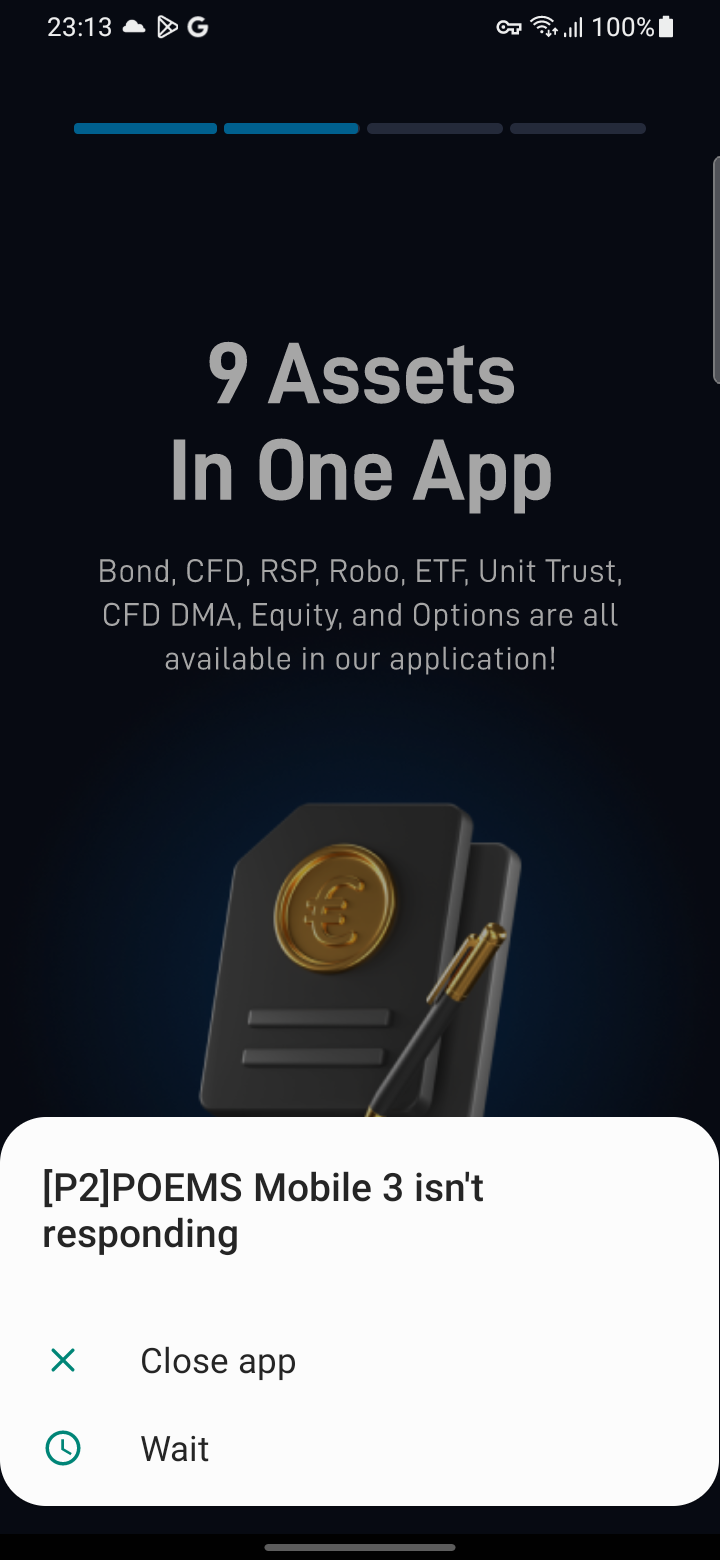 23:13
100%
9 Assets
In One App
Bond, CFD, RSP, Robo, ETF, Unit Trust,
CFD DMA, Equity, and Options are all
available in our application!
[P2]POEMS Mobile 3 isn't
responding
Close app
Wait